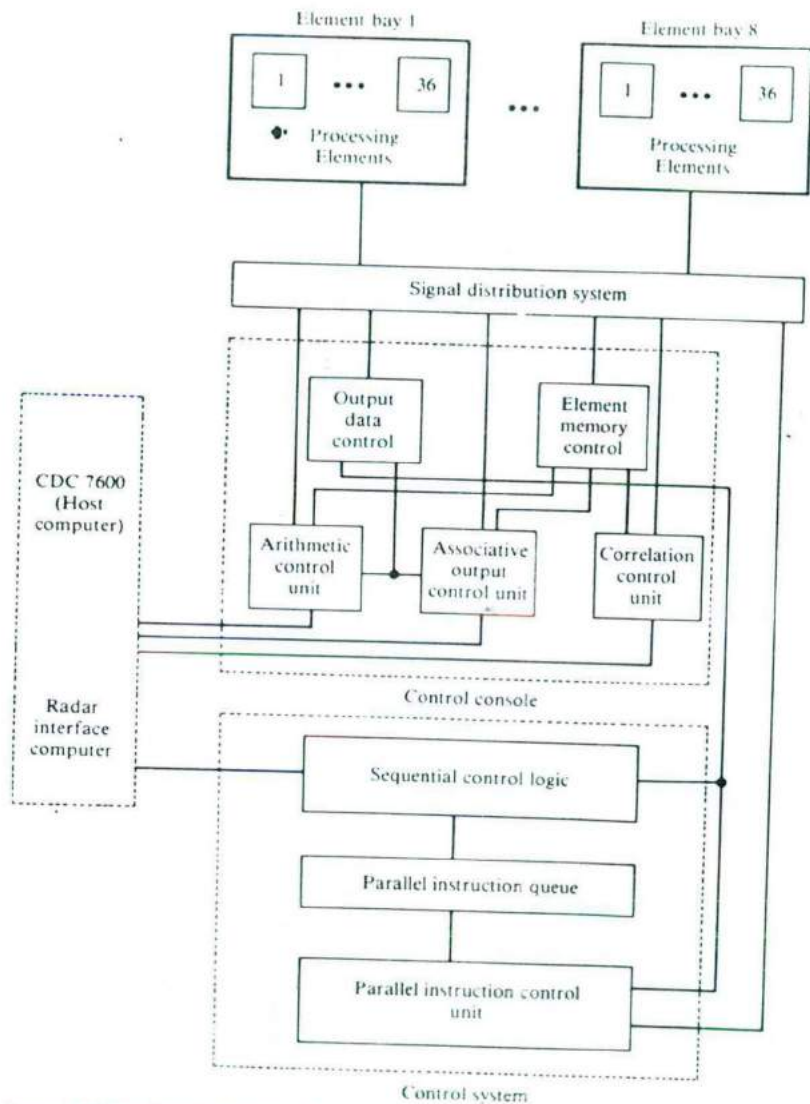 Element bay 1
Element bay 8
1 ••• 36
•••
1 ••• 36
Processing
Elements
Processing
Elements
Signal distribution system
Output
data
control
Element
memory
control
CDC 7600
(Host
computer)
Arithmetic
control
unit
Associative
output
control unit
Correlation
control
unit
Radar
interface
computer
Control console
Sequential control logic
Parallel instruction queue
Parallel instruction control
unit
Control system